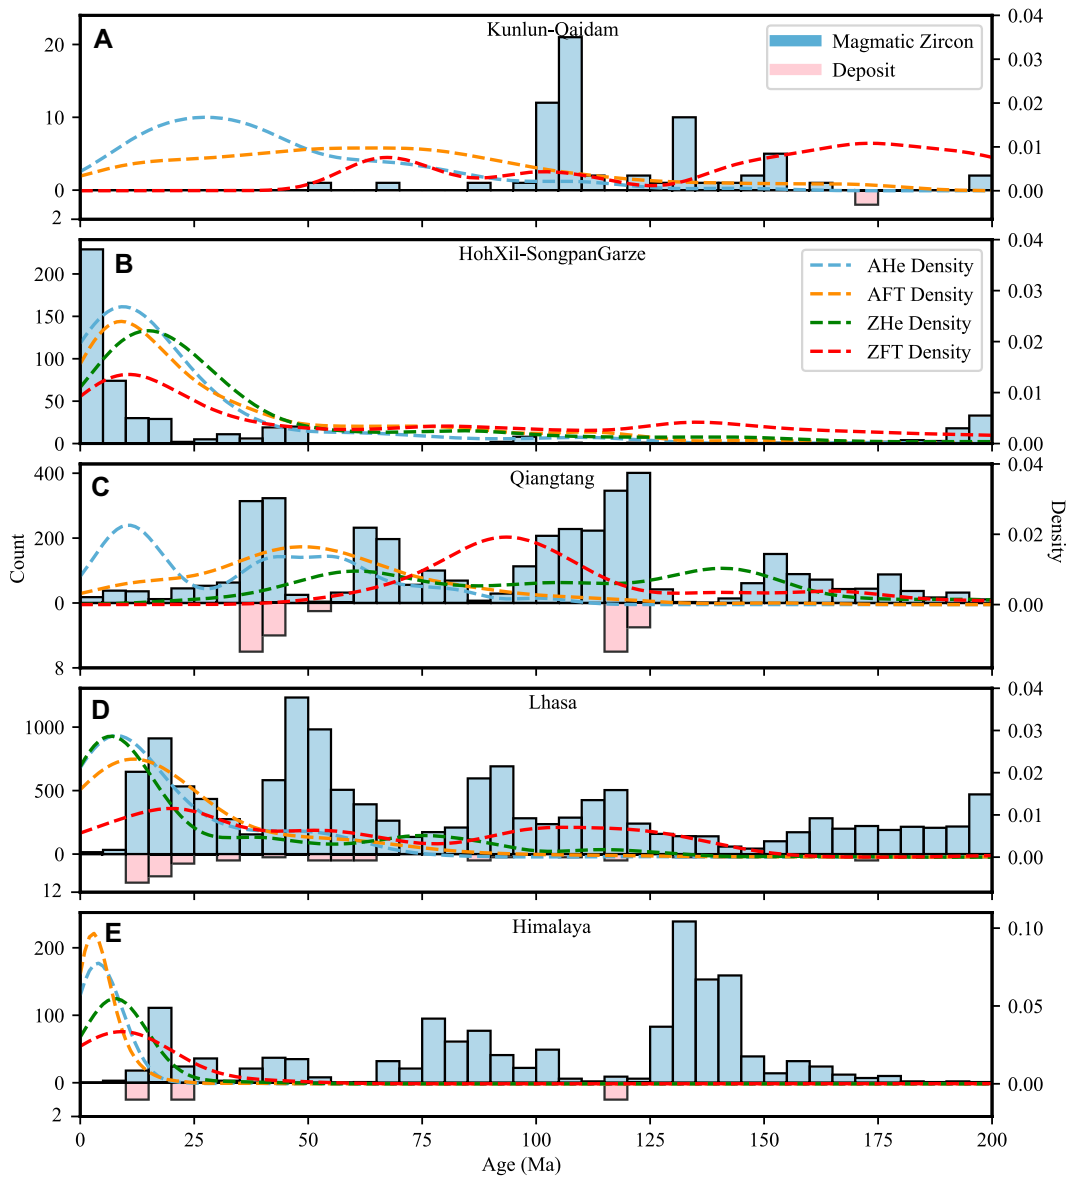 A
Kunlun-Qaidam
Magmatic Zircon
Deposit
20
10
0
2
0.04
0.03
0.02
0.01
0.00
B
HohXil-SongpanGarze
AHe Density
AFT Density
ZHe Density
ZFT Density
200
150
100
50
0
0.04
0.03
0.02
0.01
0.00
C
Qiangtang
400
200
0
8
0.04
0.02
0.00
Count
Density
D
Lhasa
1000
500
0
12
0.04
0.03
0.02
0.01
0.00
E
Himalaya
200
100
0
2
0.10
0.05
0.00
0 25 50 75 100 125 150 175 200
Age (Ma)